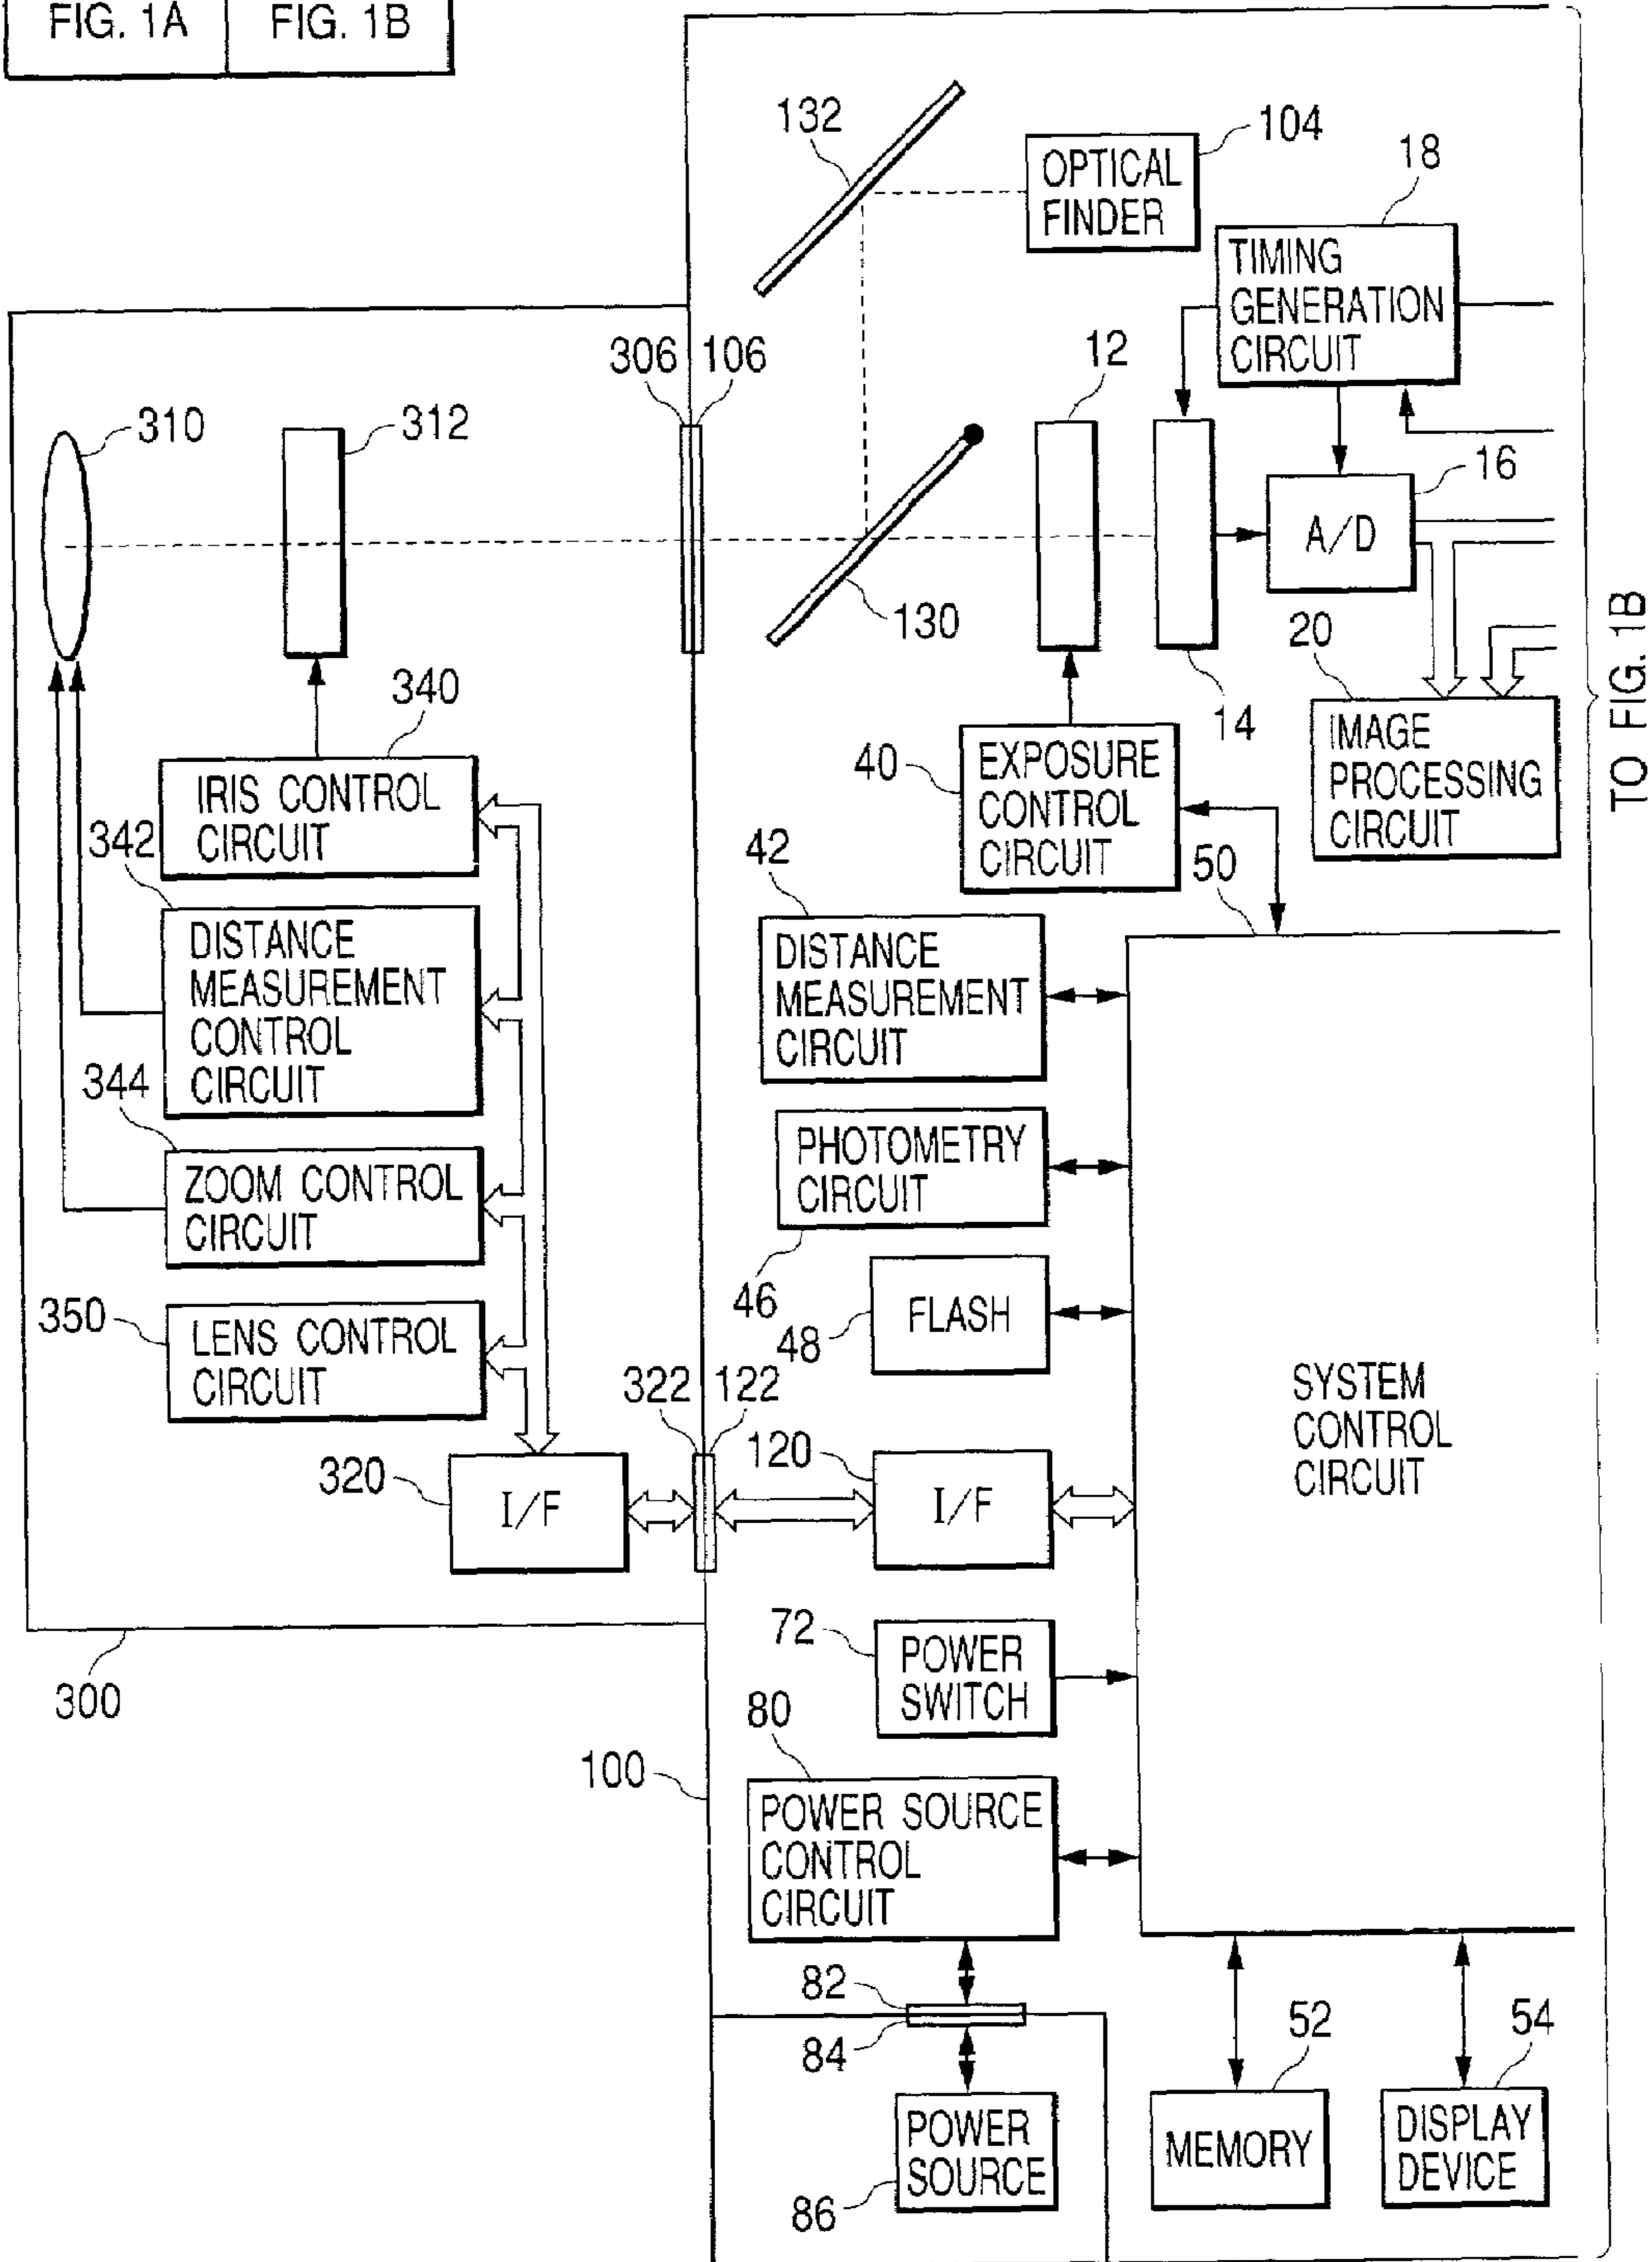 FIG. 1A
FIG. 1B
132
104
OPTICAL
FINDER
18
TIMING
GENERATION
CIRCUIT
306
106
12
310
312
16
A/D
130
14
20
IMAGE
PROCESSING
CIRCUIT
TO FIG. 1B
340
IRIS CONTROL
CIRCUIT
40
EXPOSURE
CONTROL
CIRCUIT
50
342
DISTANCE
MEASUREMENT
CONTROL
CIRCUIT
42
DISTANCE
MEASUREMENT
CIRCUIT
344
ZOOM CONTROL
CIRCUIT
PHOTOMETRY
CIRCUIT
46
350
LENS CONTROL
CIRCUIT
48
FLASH
SYSTEM
CONTROL
CIRCUIT
322
122
320
I/F
120
I/F
300
72
POWER
SWITCH
100
80
POWER SOURCE
CONTROL
CIRCUIT
82
84
86
POWER
SOURCE
52
MEMORY
54
DISPLAY
DEVICE